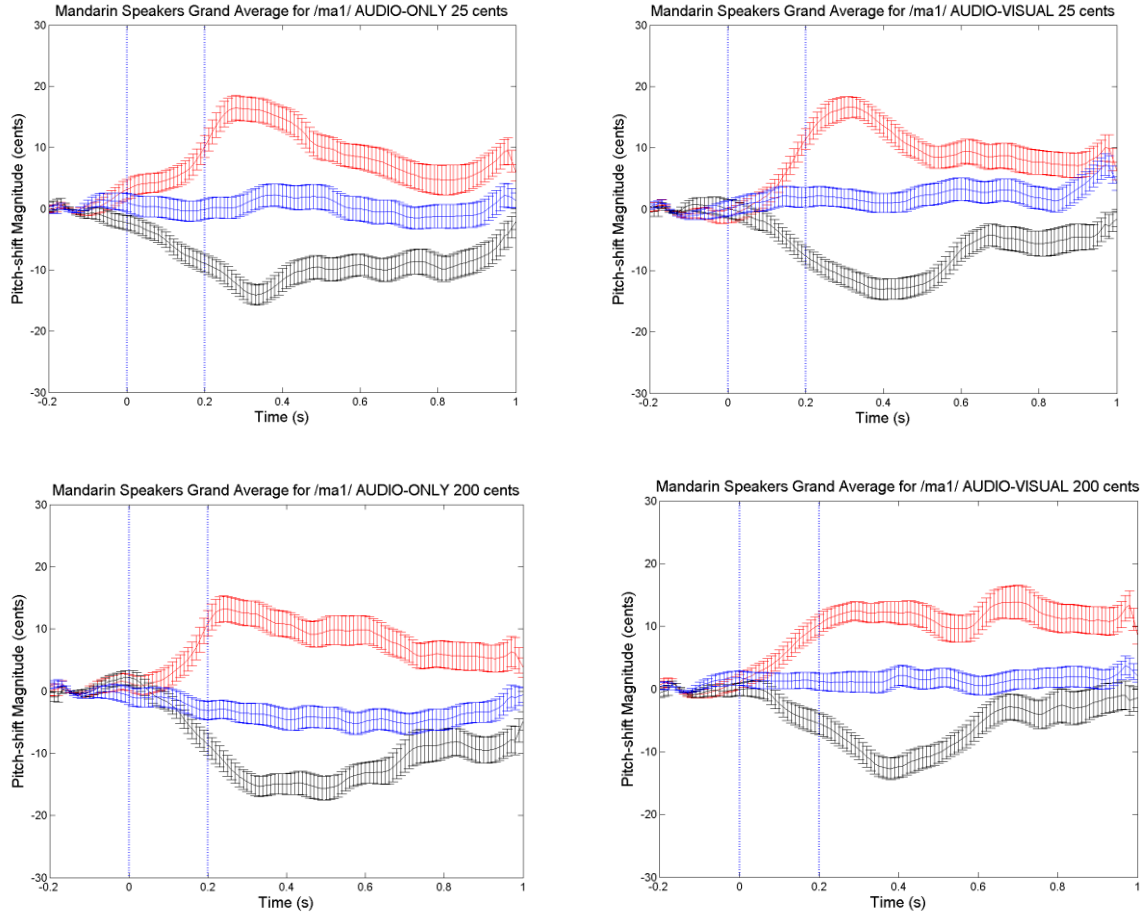 Mandarin Speakers Grand Average for /ma1/ AUDIO-ONLY 25 cents
Pitch-shift Magnitude (cents)
30
20
10
0
-10
-20
-30
-0.2 0 0.2 0.4 0.6 0.8 1
Time (s)
Mandarin Speakers Grand Average for /ma1/ AUDIO-VISUAL 25 cents
Pitch-shift Magnitude (cents)
30
20
10
0
-10
-20
-30
-0.2 0 0.2 0.4 0.6 0.8 1
Time (s)
Mandarin Speakers Grand Average for /ma1/ AUDIO-ONLY 200 cents
Pitch-shift Magnitude (cents)
30
20
10
0
-10
-20
-30
-0.2 0 0.2 0.4 0.6 0.8 1
Time (s)
Mandarin Speakers Grand Average for /ma1/ AUDIO-VISUAL 200 cents
Pitch-shift Magnitude (cents)
30
20
10
0
-10
-20
-30
-0.2 0 0.2 0.4 0.6 0.8 1
Time (s)